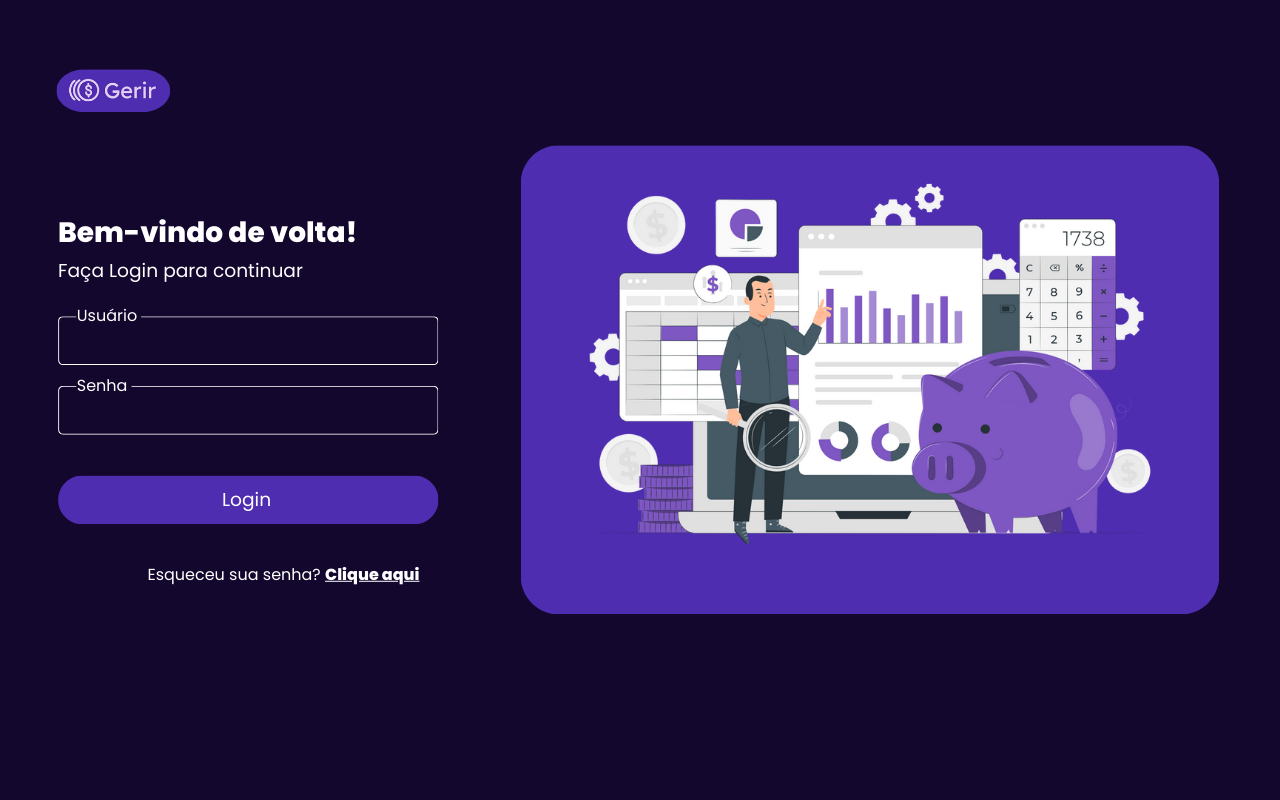 Gerir
Bem-vindo de volta!
Faça Login para continuar
Usuário
Senha
Login
Esqueceu sua senha? Clique aqui
$
$
1738
C ⌫ % ÷
7 8 9 ×
4 5 6 −
1 2 3 +
, =
$
$